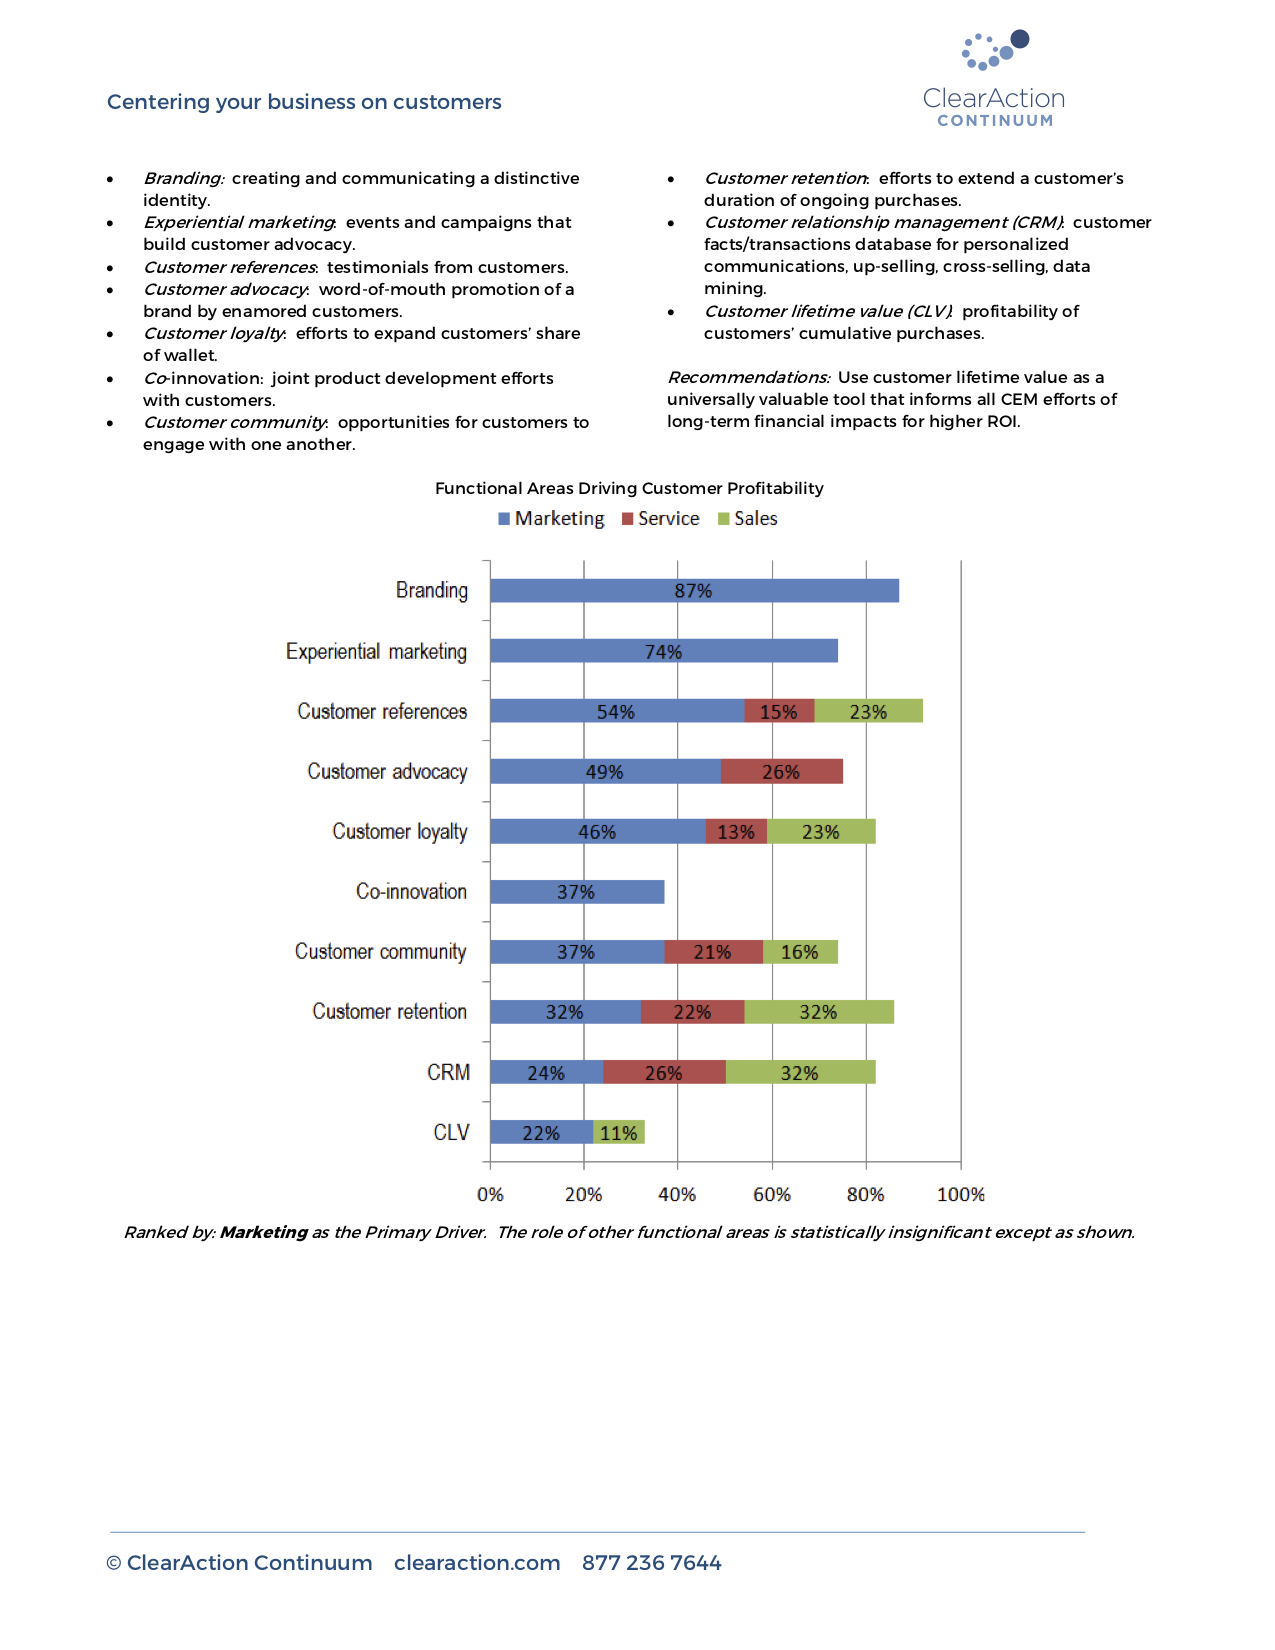 Centering your business on customers
ClearAction
CONTINUUM
• Branding: creating and communicating a distinctive
identity.
• Experiential marketing: events and campaigns that
build customer advocacy.
• Customer references: testimonials from customers.
• Customer advocacy: word-of-mouth promotion of a
brand by enamored customers.
• Customer loyalty: efforts to expand customers’ share
of wallet.
• Co-innovation: joint product development efforts
with customers.
• Customer community: opportunities for customers to
engage with one another.
• Customer retention: efforts to extend a customer’s
duration of ongoing purchases.
• Customer relationship management (CRM): customer
facts/transactions database for personalized
communications, up-selling, cross-selling, data
mining.
• Customer lifetime value (CLV): profitability of
customers’ cumulative purchases.
Recommendations: Use customer lifetime value as a
universally valuable tool that informs all CEM efforts of
long-term financial impacts for higher ROI.
Functional Areas Driving Customer Profitability
Marketing Service Sales
Branding 87%
Experiential marketing 74%
Customer references 54% 15% 23%
Customer advocacy 49% 26%
Customer loyalty 46% 13% 23%
Co-innovation 37%
Customer community 37% 21% 16%
Customer retention 32% 22% 32%
CRM 24% 26% 32%
CLV 22% 11%
0% 20% 40% 60% 80% 100%
Ranked by: Marketing as the Primary Driver. The role of other functional areas is statistically insignificant except as shown.
© ClearAction Continuum clearaction.com 877 236 7644